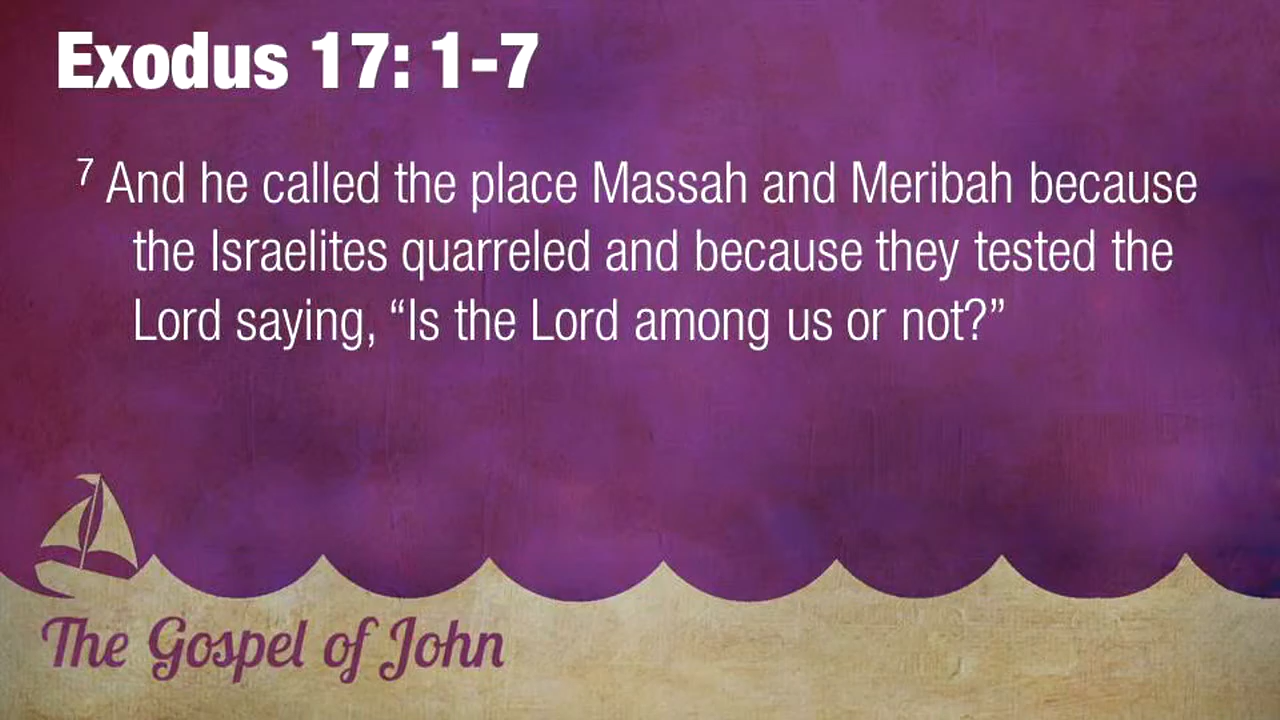 Exodus 17: 1-7
7 And he called the place Massah and Meribah because
the Israelites quarreled and because they tested the
Lord saying, “Is the Lord among us or not?”
The Gospel of John